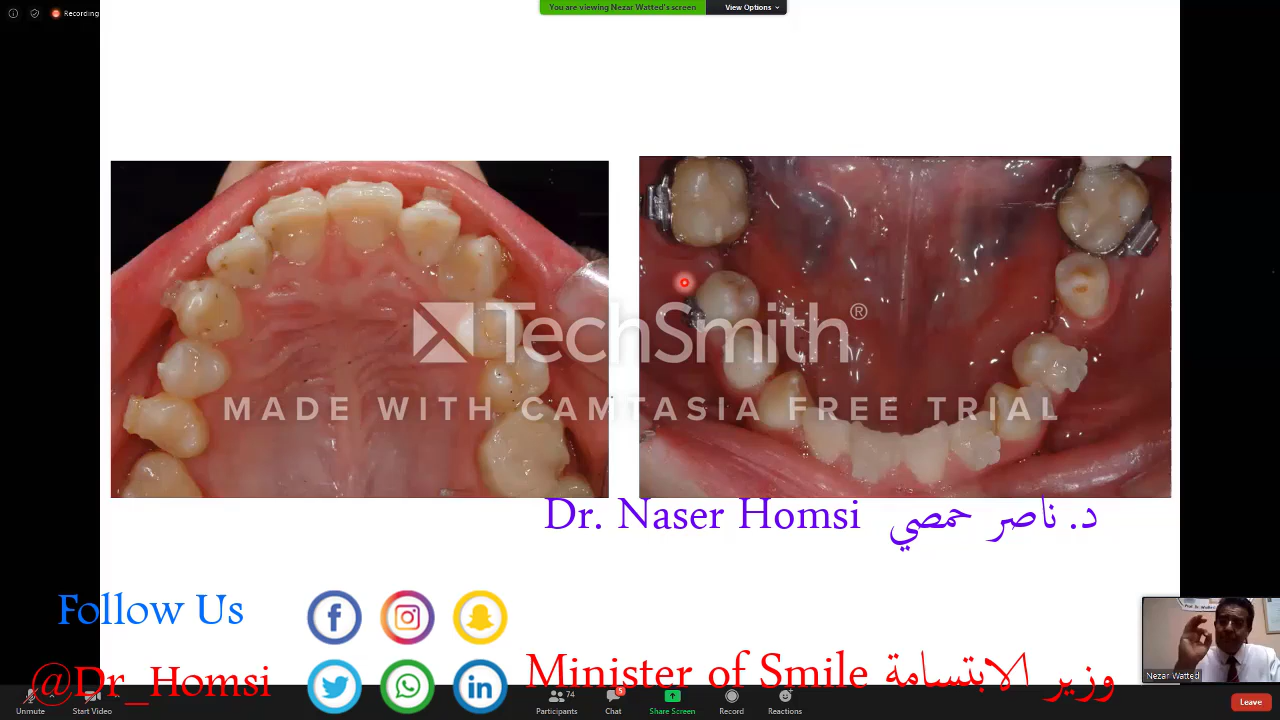 Recording
You are viewing Nezar Watted's screen View Options
TechSmith®
MADE WITH CAMTASIA FREE TRIAL
Dr. Naser Homsi د. ناصر حمصي
Follow Us
@Dr_Homsi
Minister of Smile وزير الابتسامة
Nezar Watted
Unmute
Start Video
Participants 74
Chat 5
Share Screen
Record
Reactions
Leave